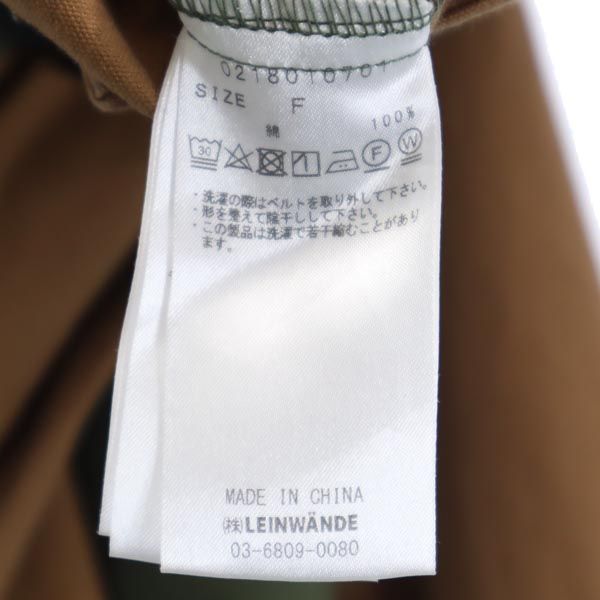 0218010701
SIZE F
綿 100%
30 F W
・洗濯の際はベルトを取り外して下さい。
・形を整えて陰干しして下さい。
・この製品は洗濯で若干縮むことがあり
ます。
MADE IN CHINA
㈱LEINWÄNDE
03-6809-0080